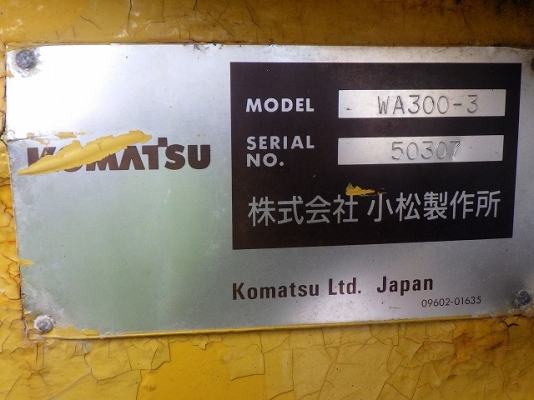 KOMATSU
MODEL WA300-3
SERIAL NO. 50307
株式会社 小松製作所
Komatsu Ltd. Japan
09602-01635